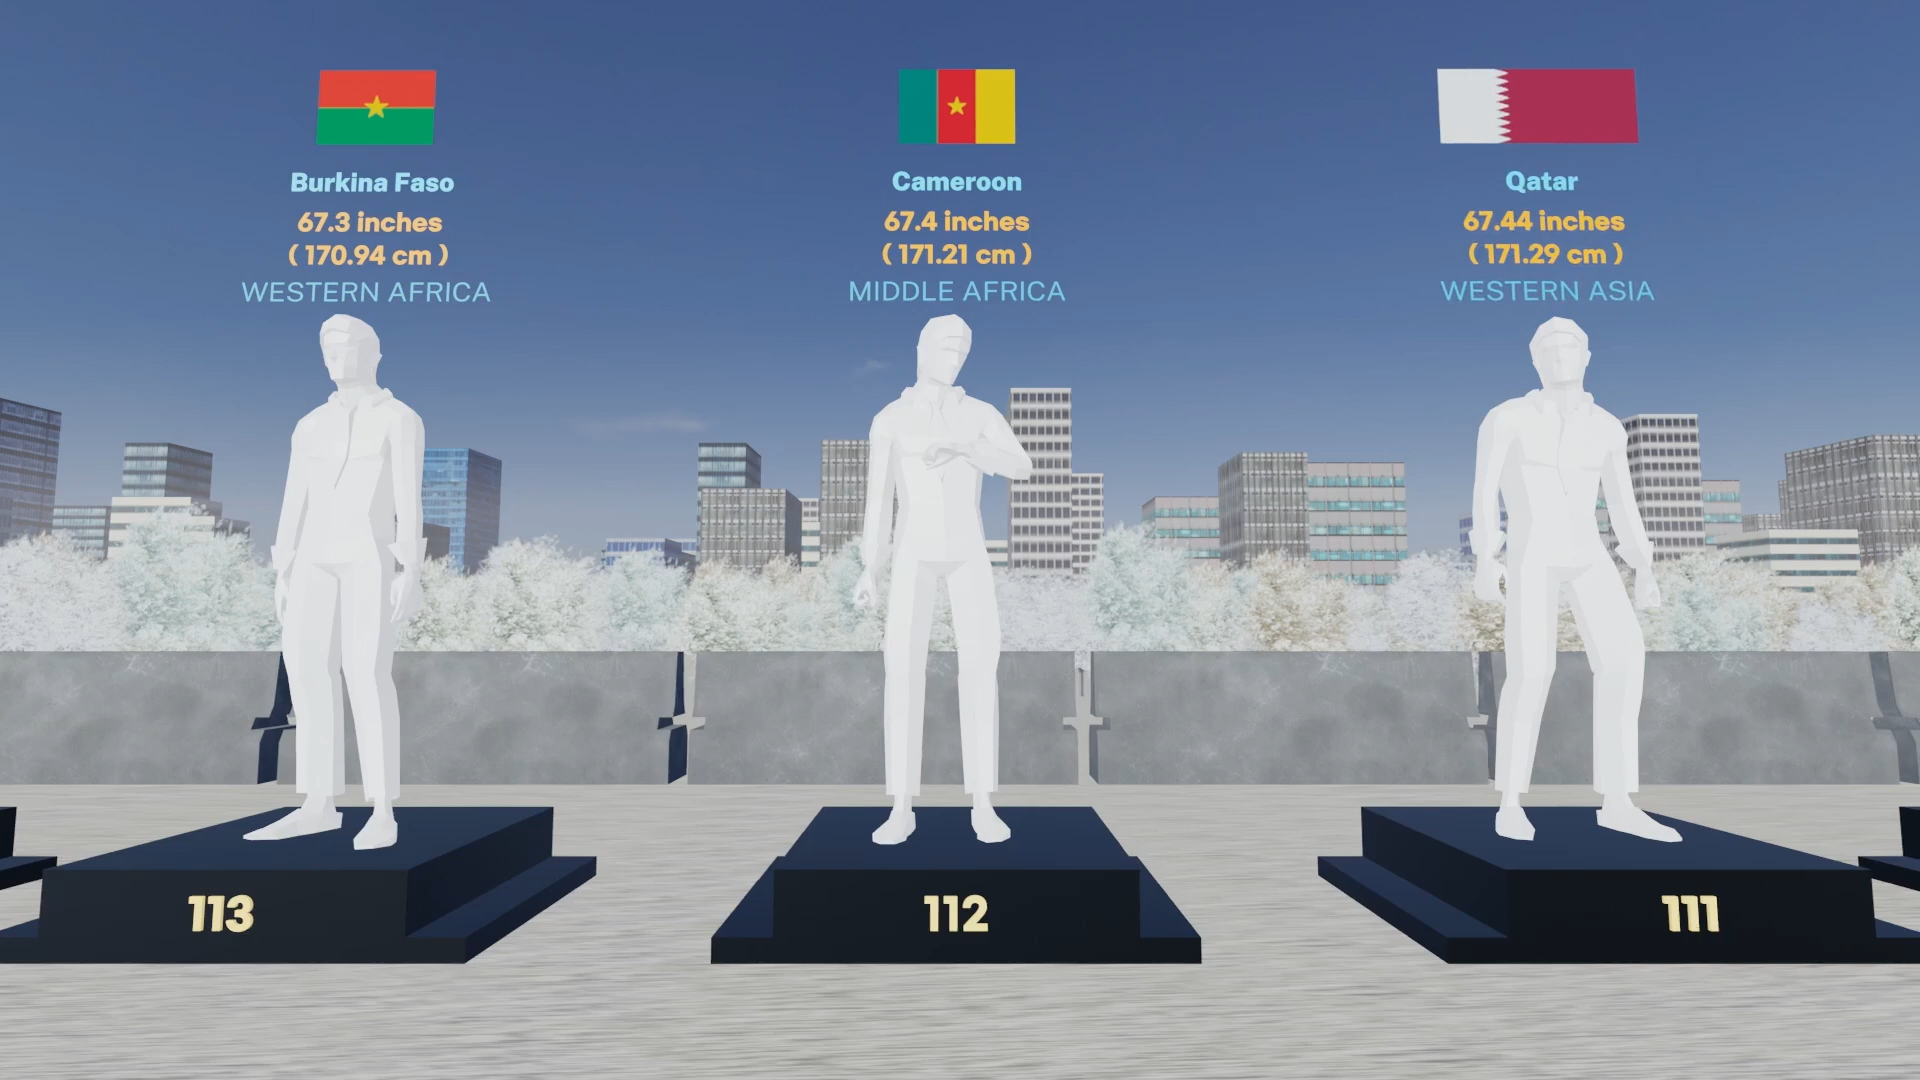 Burkina Faso
67.3 inches
( 170.94 cm )
WESTERN AFRICA
Cameroon
67.4 inches
( 171.21 cm )
MIDDLE AFRICA
Qatar
67.44 inches
( 171.29 cm )
WESTERN ASIA
113
112
111